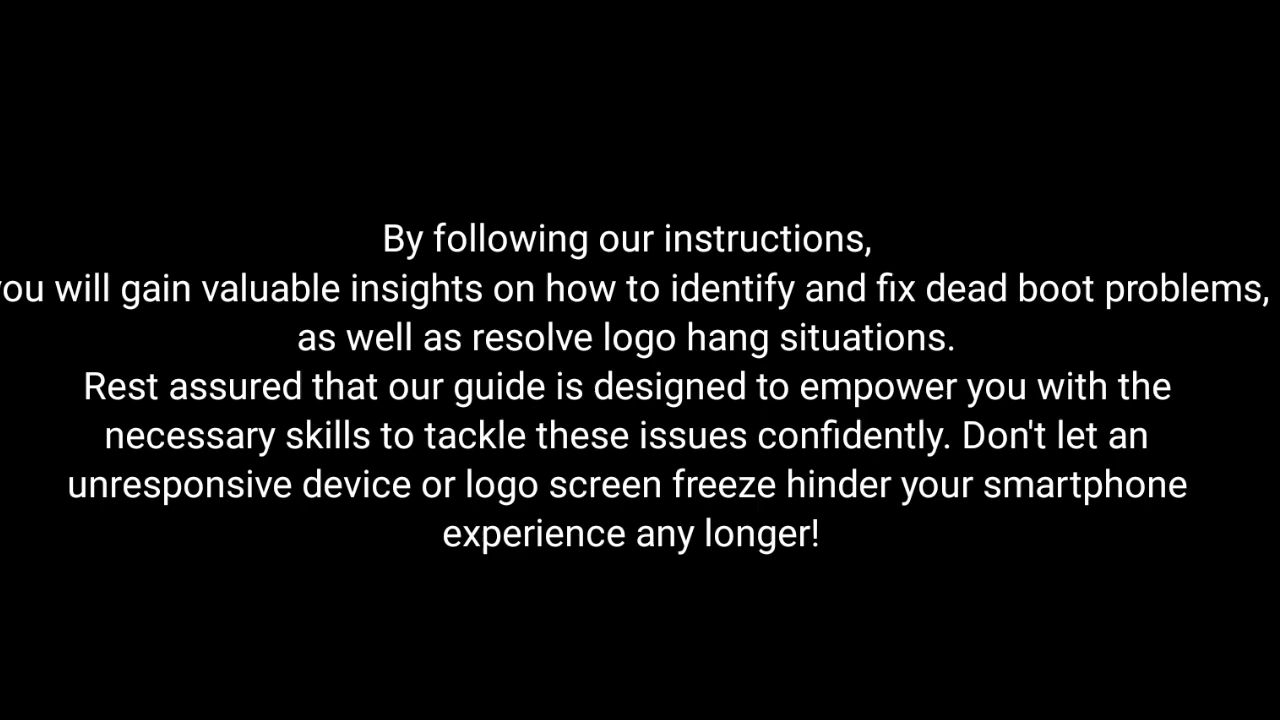 By following our instructions,
you will gain valuable insights on how to identify and fix dead boot problems,
as well as resolve logo hang situations.
Rest assured that our guide is designed to empower you with the
necessary skills to tackle these issues confidently. Don't let an
unresponsive device or logo screen freeze hinder your smartphone
experience any longer!